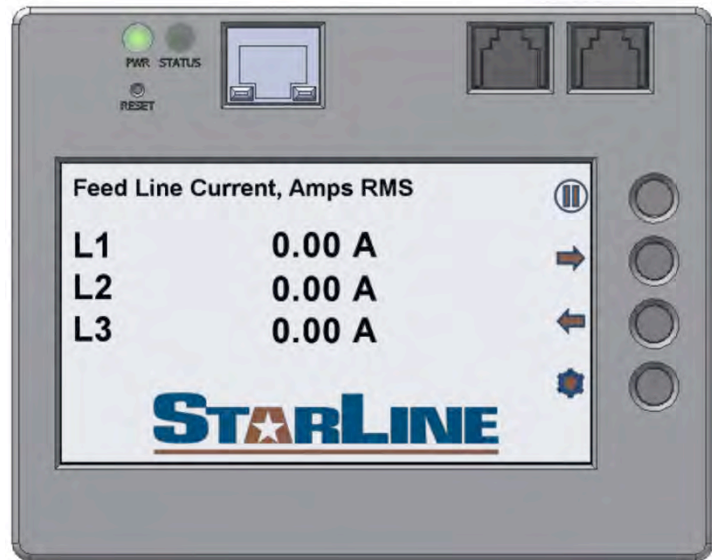 PWR STATUS
RESET
Feed Line Current, Amps RMS
L1 0.00 A
L2 0.00 A
L3 0.00 A
STARLINE